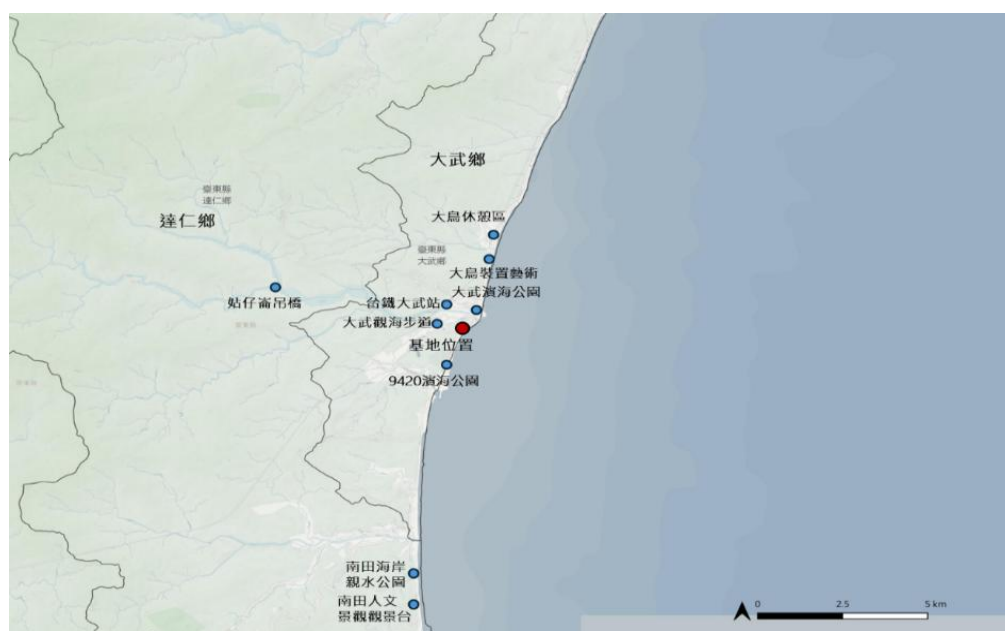 大武鄉
臺東縣
達仁鄉
達仁鄉
大鳥休憩區
臺東縣
大武鄉
大鳥裝置藝術
姑仔崙吊橋
台鐵大武站
大武濱海公園
大武觀海步道
基地位置
9420濱海公園
南田海岸
親水公園
南田人文
景觀觀景台
0
2.5
5 km